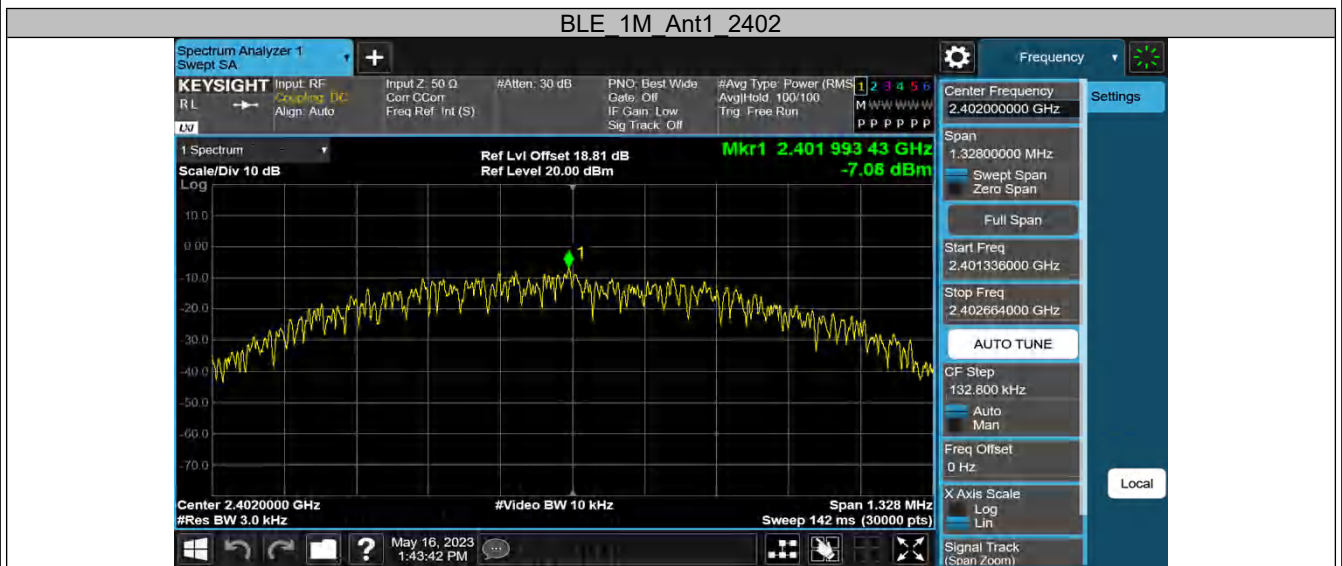 BLE_1M_Ant1_2402
Spectrum Analyzer 1
Swept SA
+
Frequency
KEYSIGHT
R L
LXI
Input: RF
Coupling: DC
Align: Auto
Input Z: 50 Ω
Corr CCorr
Freq Ref: Int (S)
#Atten: 30 dB
PNO: Best Wide
Gate: Off
IF Gain: Low
Sig Track: Off
#Avg Type: Power (RMS
Avg|Hold: 100/100
Trig: Free Run
1 2 3 4 5 6
M W W W W W
P P P P P P
1 Spectrum
Scale/Div 10 dB
Log
Ref Lvl Offset 18.81 dB
Ref Level 20.00 dBm
Mkr1 2.401 993 43 GHz
-7.08 dBm
10.0
0.00
-10.0
-20.0
-30.0
-40.0
-50.0
-60.0
-70.0
1
Center 2.4020000 GHz
#Res BW 3.0 kHz
#Video BW 10 kHz
Span 1.328 MHz
Sweep 142 ms (30000 pts)
?
May 16, 2023
1:43:42 PM
Center Frequency
2.402000000 GHz
Span
1.32800000 MHz
Swept Span
Zero Span
Full Span
Start Freq
2.401336000 GHz
Stop Freq
2.402664000 GHz
AUTO TUNE
CF Step
132.800 kHz
Auto
Man
Freq Offset
0 Hz
X Axis Scale
Log
Lin
Signal Track
(Span Zoom)
Settings
Local